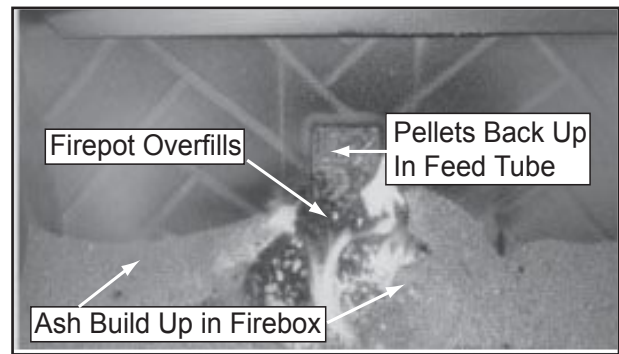 Firepot Overfills
Pellets Back Up
In Feed Tube
Ash Build Up in Firebox